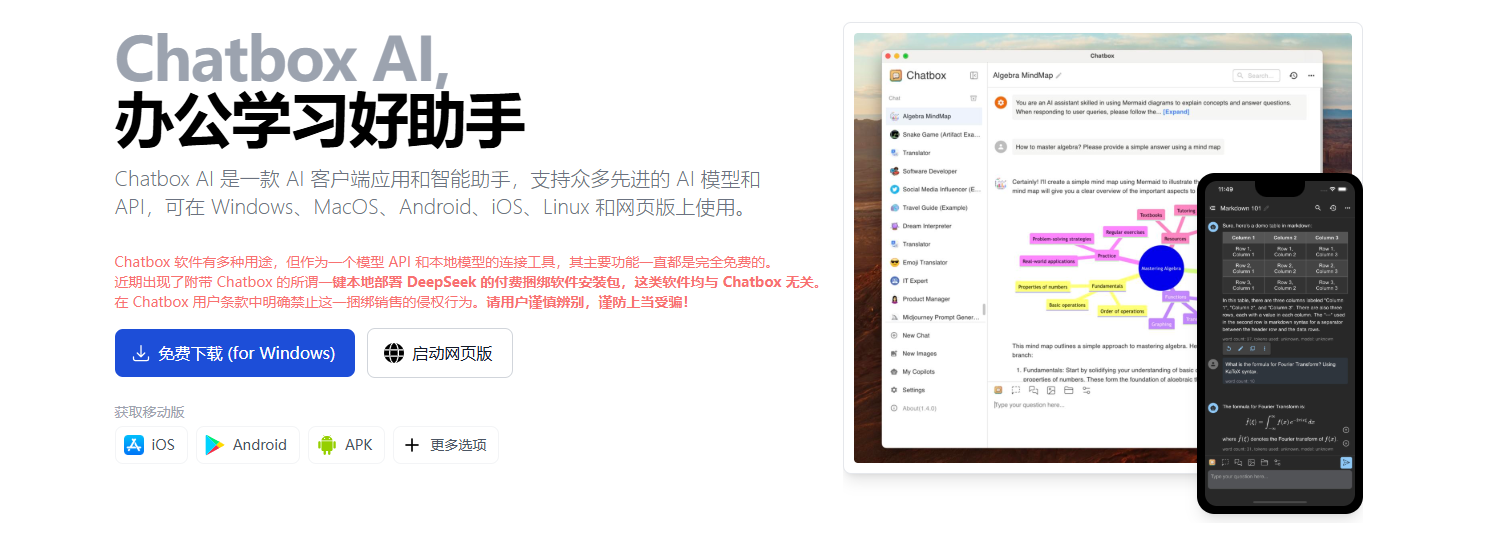 Chatbox AI,
办公学习好助手
Chatbox AI 是一款 AI 客户端应用和智能助手，支持众多先进的 AI 模型和
API，可在 Windows、MacOS、Android、iOS、Linux 和网页版上使用。
Chatbox 软件有多种用途，但作为一个模型 API 和本地模型的连接工具，其主要功能一直都是完全免费的。
近期出现了附带 Chatbox 的所谓一键本地部署 DeepSeek 的付费捆绑软件安装包，这类软件均与 Chatbox 无关。
在 Chatbox 用户条款中明确禁止这一捆绑销售的侵权行为。请用户谨慎辨别，谨防上当受骗！
免费下载 (for Windows)
启动网页版
获取移动版
iOS
Android
APK
更多选项
Chatbox
Chatbox
Chat
Algebra MindMap
Snake Game (Artifact Exa...
Translator
Software Developer
Social Media Influencer (E...
Travel Guide (Example)
Dream Interpreter
Translator
Emoji Translator
IT Expert
Product Manager
Midjourney Prompt Gener...
New Chat
New Images
My Copilots
Settings
About(1.4.0)
Algebra MindMap
Search...
You are an AI assistant skilled in using Mermaid diagrams to explain concepts and answer questions.
When responding to user queries, please follow the... [Expand]
How to master algebra? Please provide a simple answer using a mind map
Certainly! I'll create a simple mind map using Mermaid to illustrate th
mind map will give you a clear overview of the important aspects to
Textbooks
Tutoring
Resources
Regular exercises
Problem-solving strategies
Practice
Real-world applications
Mastering Algebra
Properties of numbers
Fundamentals
Basic operations
Order of operations
Functions
Graphing
This mind map outlines a simple approach to mastering algebra. He
branch:
1. Fundamentals: Start by solidifying your understanding of basic
properties of numbers. These form the foundation of algebraic th
Type your question here...
11:49
Markdown 101
Sure, here's a demo table in markdown:
Column 1 Column 2 Column 3
Row 1, Row 1, Row 1,
Column 1 Column 2 Column 3
Row 2, Row 2, Row 2,
Column 1 Column 2 Column 3
Row 3, Row 3, Row 3,
Column 1 Column 2 Column 3
In this table, there are three columns labeled "Column
1", "Column 2", and "Column 3". There are also three
rows, each with a value in each column. The "---" used
in the second row is markdown syntax for a separator
between the header row and the data rows.
word count: 57, tokens used: unknown, model: unknown
What is the formula for Fourier Transform? Using
KaTeX syntax.
The formula for Fourier Transform is:
where f̂(ξ) denotes the Fourier transform of f(x).
word count: 31, tokens used: unknown, model: unknown
Type your question here...